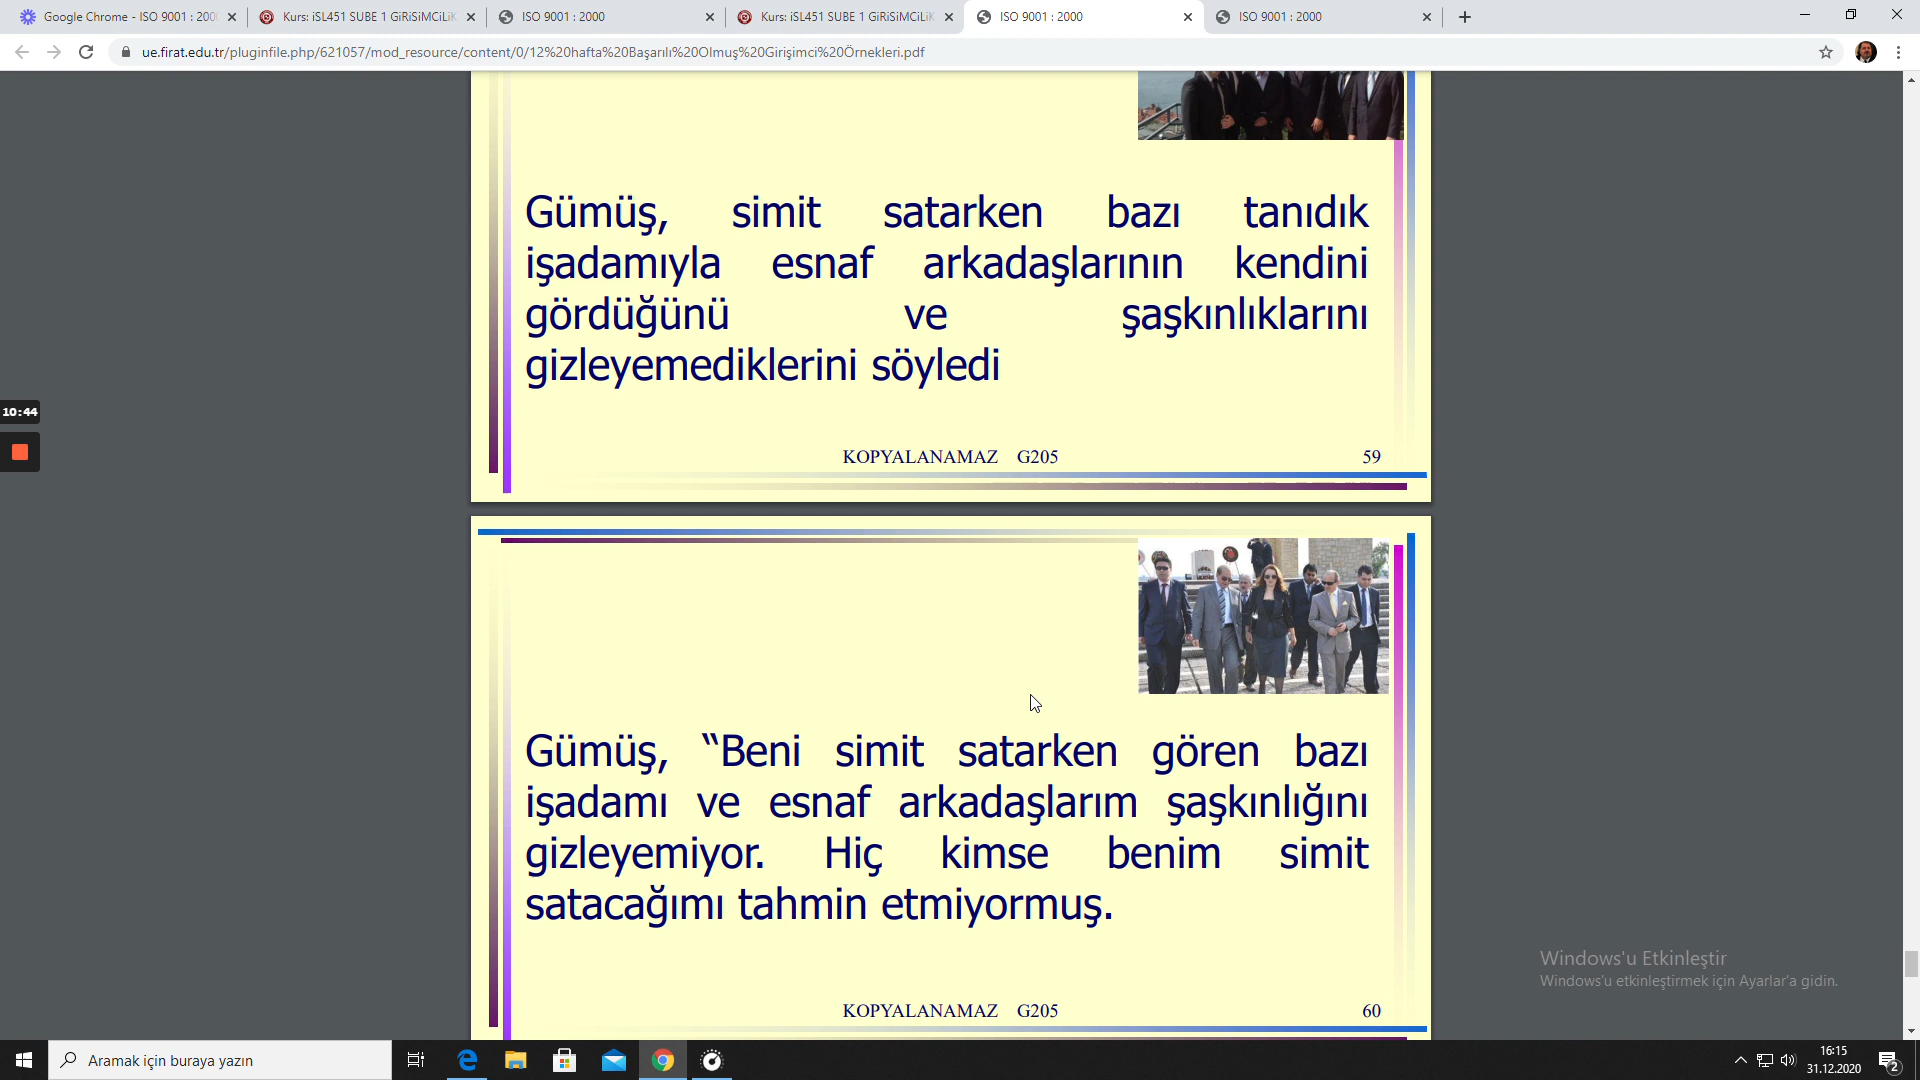 Google Chrome - ISO 9001 : 200
Kurs: iSL451 SUBE 1 GiRiSiMCiLiK
ISO 9001 : 2000
Kurs: iSL451 SUBE 1 GiRiSiMCiLiK
ISO 9001 : 2000
ISO 9001 : 2000
ue.firat.edu.tr/pluginfile.php/621057/mod_resource/content/0/12%20hafta%20Başarılı%20Olmuş%20Girişimci%20Örnekleri.pdf
Gümüş, simit satarken bazı tanıdık
işadamıyla esnaf arkadaşlarının kendini
gördüğünü ve şaşkınlıklarını
gizleyemediklerini söyledi
10:44
KOPYALANAMAZ G205 59
Gümüş, “Beni simit satarken gören bazı
işadamı ve esnaf arkadaşlarım şaşkınlığını
gizleyemiyor. Hiç kimse benim simit
satacağımı tahmin etmiyormuş.
KOPYALANAMAZ G205 60
Windows'u Etkinleştir
Windows'u etkinleştirmek için Ayarlar'a gidin.
Aramak için buraya yazın
16:15
31.12.2020
2